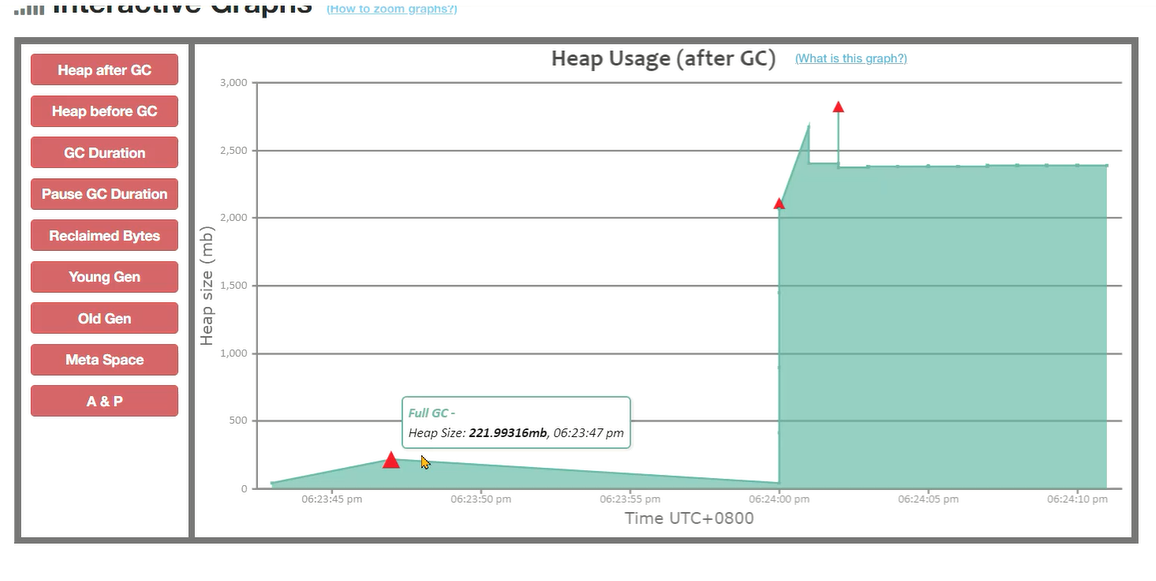 Interactive Graphs (How to zoom graphs?)
Heap after GC
Heap before GC
GC Duration
Pause GC Duration
Reclaimed Bytes
Young Gen
Old Gen
Meta Space
A & P
Heap Usage (after GC) (What is this graph?)
Heap size (mb)
3,000
2,500
2,000
1,500
1,000
500
0
Full GC -
Heap Size: 221.99316mb, 06:23:47 pm
06:23:45 pm 06:23:50 pm 06:23:55 pm 06:24:00 pm 06:24:05 pm 06:24:10 pm
Time UTC+0800